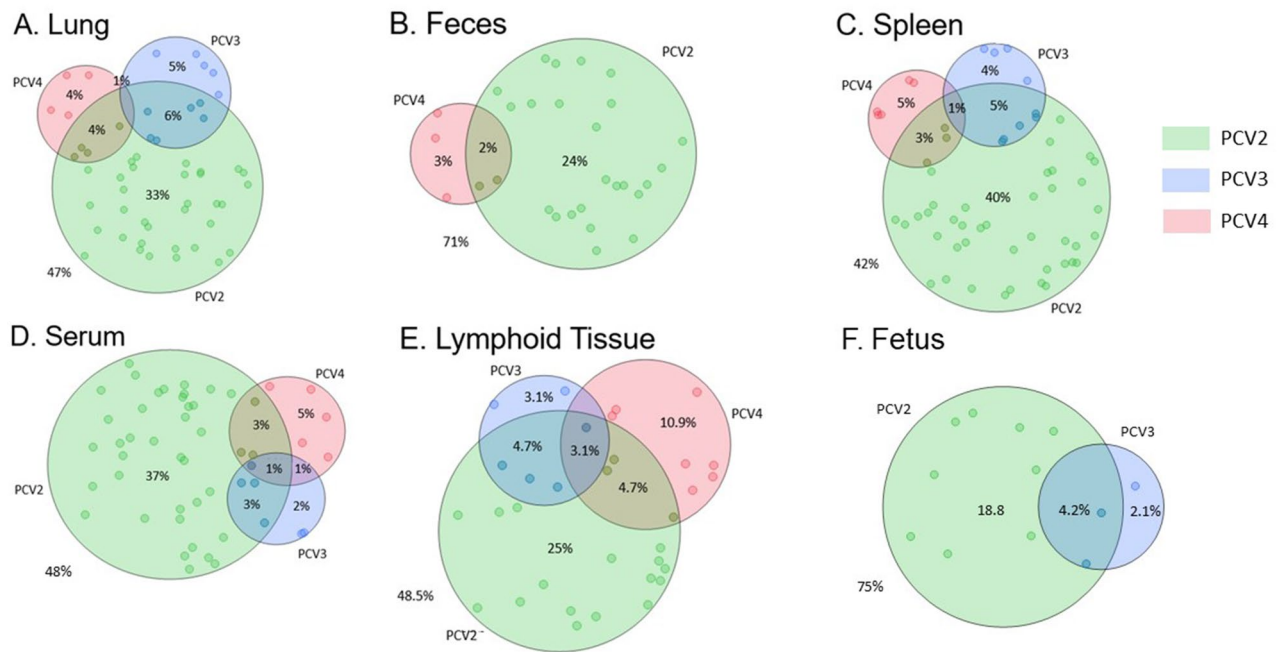 A. Lung
PCV3
5%
PCV4
1%
4%
6%
4%
33%
47%
PCV2
B. Feces
PCV2
PCV4
3%
2%
24%
71%
C. Spleen
PCV3
4%
PCV4
5%
1%
5%
3%
40%
42%
PCV2
PCV2
PCV3
PCV4
D. Serum
PCV4
5%
3%
37%
1%
1%
PCV2
3%
2%
PCV3
48%
E. Lymphoid Tissue
PCV3
3.1%
PCV4
10.9%
4.7%
3.1%
4.7%
25%
48.5%
PCV2
F. Fetus
PCV2
PCV3
18.8
4.2%
2.1%
75%